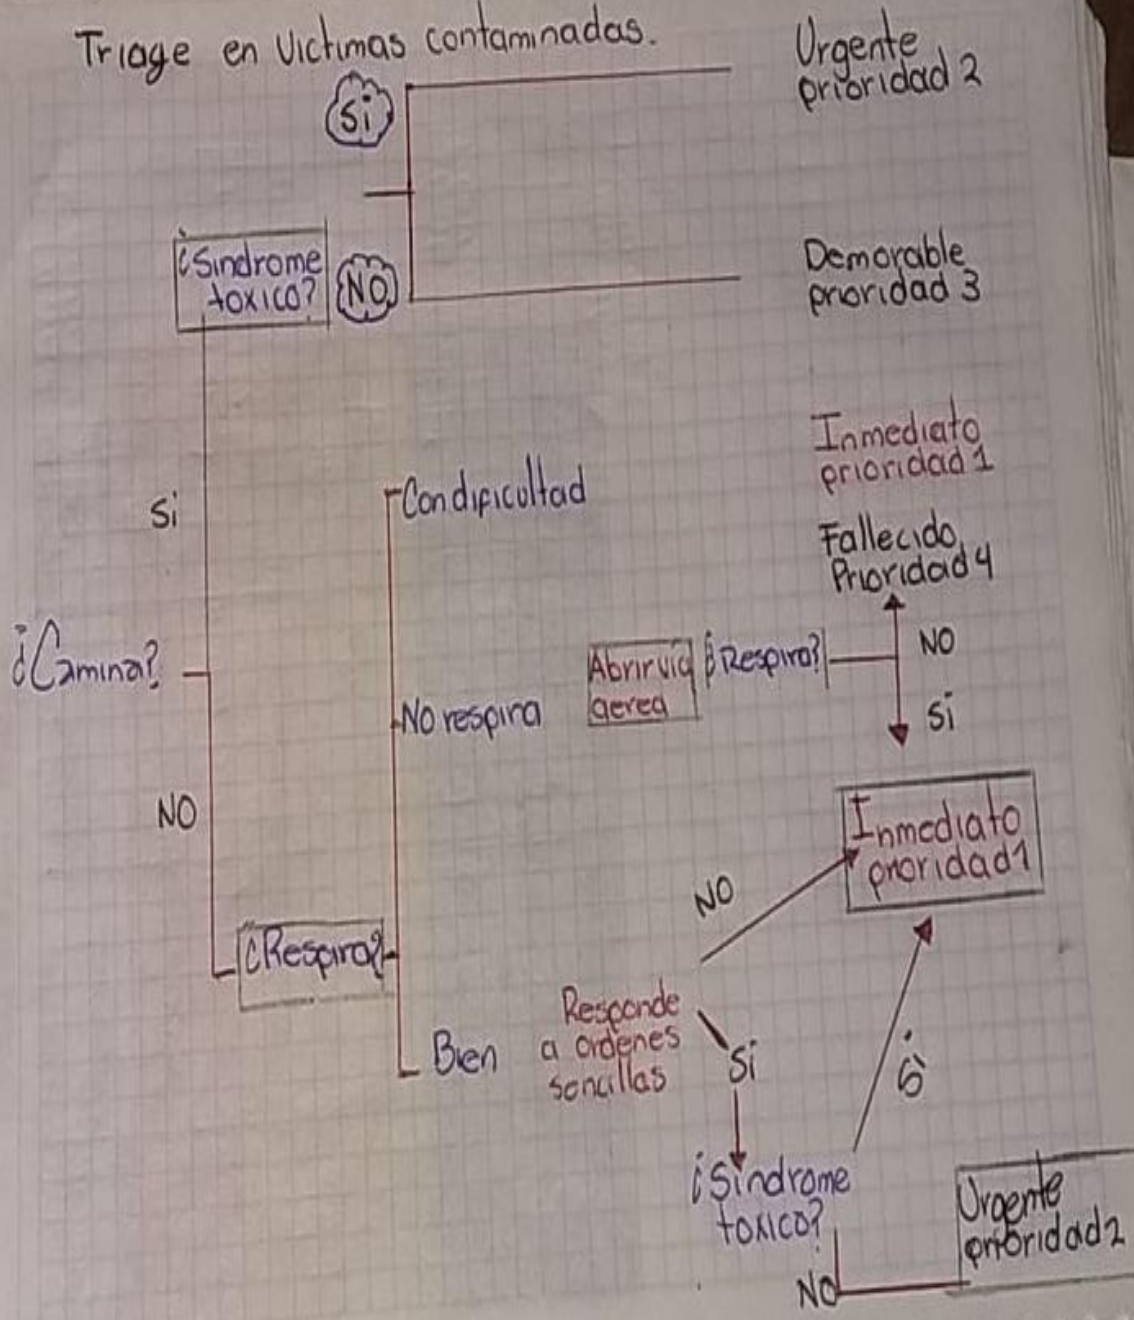 Triage en Victimas contaminadas.
Si
Urgente
prioridad 2
¿Sindrome
toxico?
NO
Demorable
prioridad 3
Si
Con dificultad
Inmediato
prioridad 1
Fallecido
Prioridad 4
¿Camina?
No respira
Abrir via
aerea
¿Respira?
NO
Si
NO
Inmediato
prioridad 1
NO
¿Respira?
Bien
Responde
a ordenes
sencillas
Si
Si
¿Sindrome
toxico?
NO
Urgente
prioridad 2